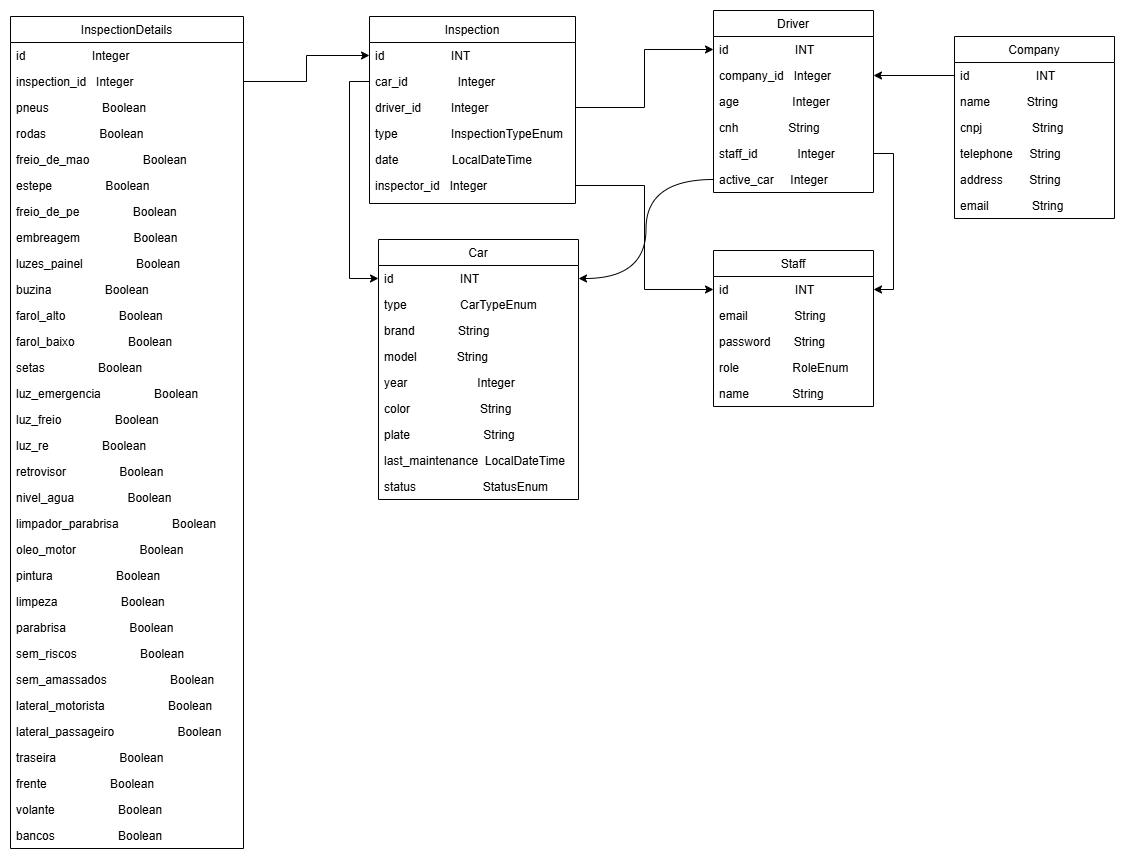 InspectionDetails
id Integer
inspection_id Integer
pneus Boolean
rodas Boolean
freio_de_mao Boolean
estepe Boolean
freio_de_pe Boolean
embreagem Boolean
luzes_painel Boolean
buzina Boolean
farol_alto Boolean
farol_baixo Boolean
setas Boolean
luz_emergencia Boolean
luz_freio Boolean
luz_re Boolean
retrovisor Boolean
nivel_agua Boolean
limpador_parabrisa Boolean
oleo_motor Boolean
pintura Boolean
limpeza Boolean
parabrisa Boolean
sem_riscos Boolean
sem_amassados Boolean
lateral_motorista Boolean
lateral_passageiro Boolean
traseira Boolean
frente Boolean
volante Boolean
bancos Boolean
Inspection
id INT
car_id Integer
driver_id Integer
type InspectionTypeEnum
date LocalDateTime
inspector_id Integer
Car
id INT
type CarTypeEnum
brand String
model String
year Integer
color String
plate String
last_maintenance LocalDateTime
status StatusEnum
Driver
id INT
company_id Integer
age Integer
cnh String
staff_id Integer
active_car Integer
Staff
id INT
email String
password String
role RoleEnum
name String
Company
id INT
name String
cnpj String
telephone String
address String
email String